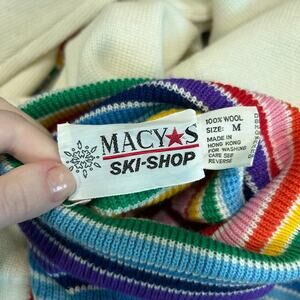 MACY★S
SKI-SHOP
100% WOOL
SIZE: M
MADE IN
HONG KONG
FOR WASHING
CARE SEE
REVERSE